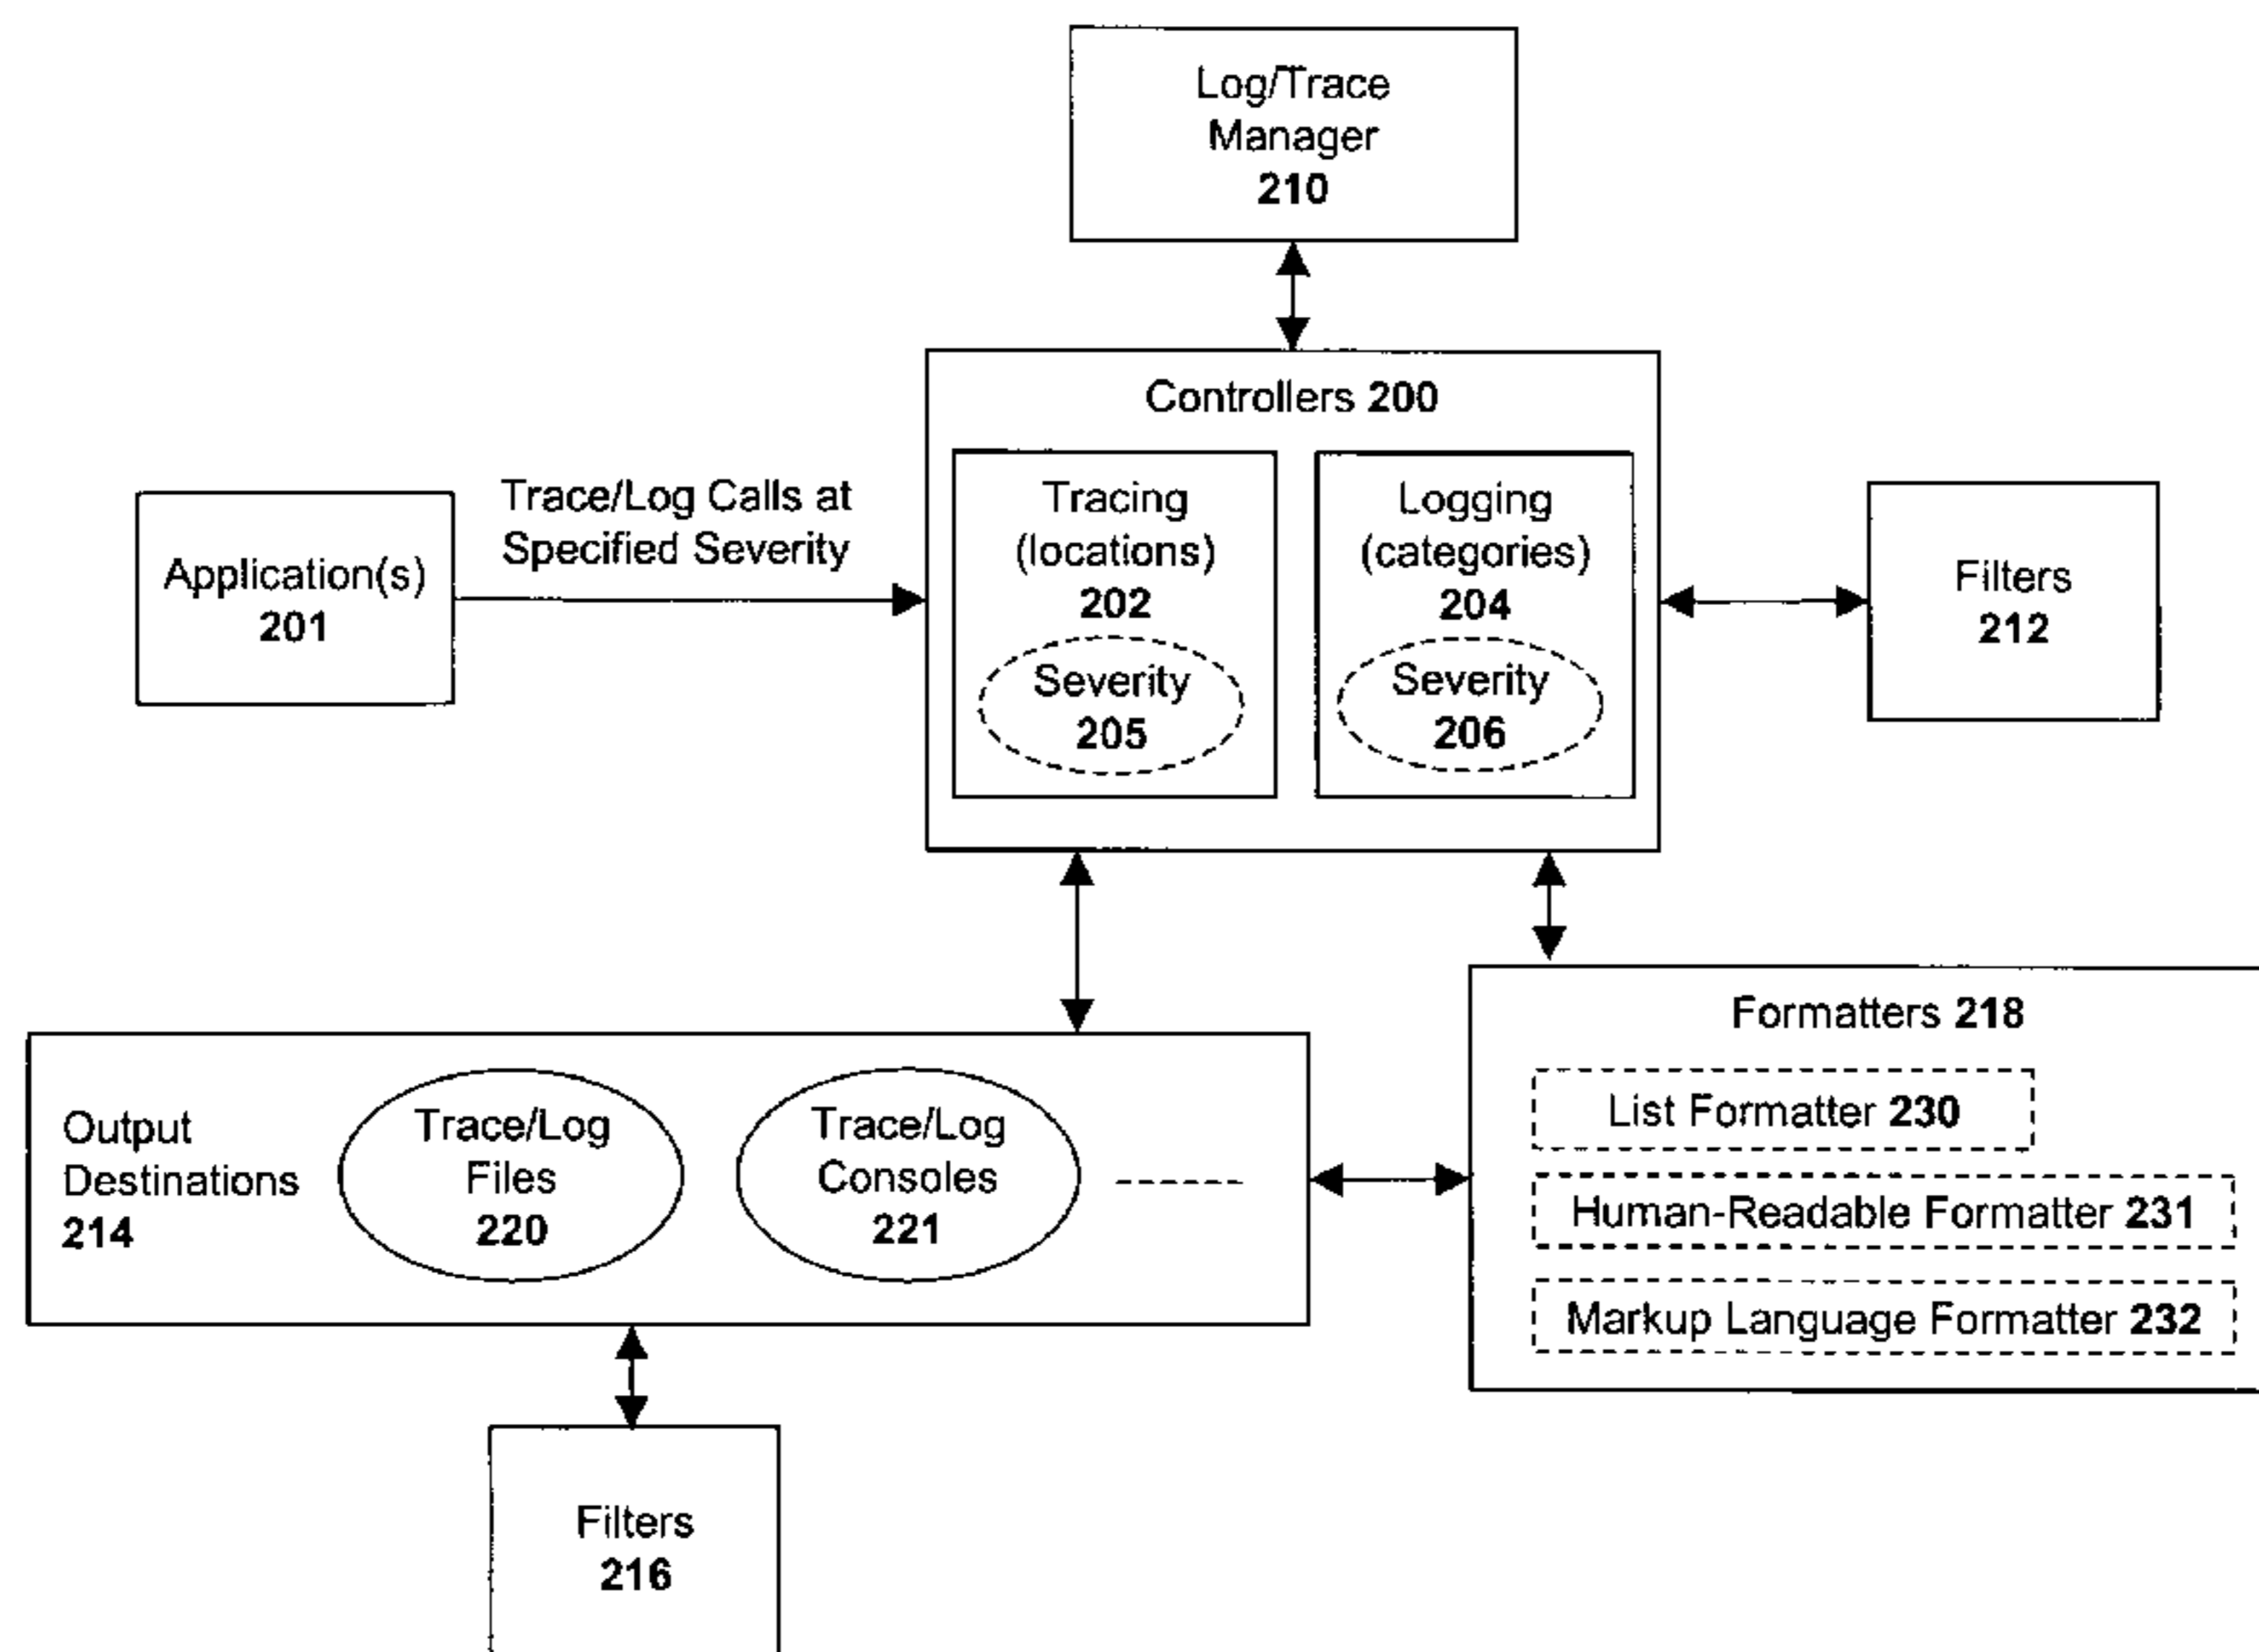 Log/Trace
Manager
210
Controllers 200
Trace/Log Calls at
Specified Severity
Application(s)
201
Tracing
(locations)
202
Severity
205
Logging
(categories)
204
Severity
206
Filters
212
Output
Destinations
214
Trace/Log
Files
220
Trace/Log
Consoles
221
Formatters 218
List Formatter 230
Human-Readable Formatter 231
Markup Language Formatter 232
Filters
216